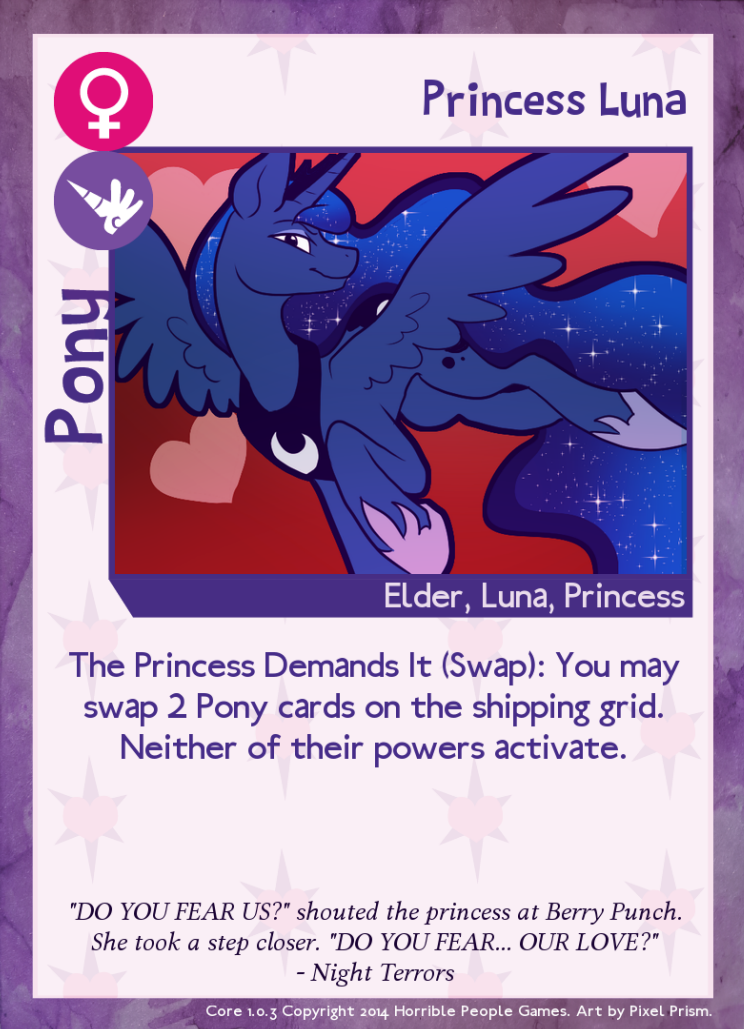 Princess Luna
Pony
Elder, Luna, Princess
The Princess Demands It (Swap): You may
swap 2 Pony cards on the shipping grid.
Neither of their powers activate.
"DO YOU FEAR US?" shouted the princess at Berry Punch.
She took a step closer. "DO YOU FEAR... OUR LOVE?"
- Night Terrors
Core 1.0.3 Copyright 2014 Horrible People Games. Art by Pixel Prism.